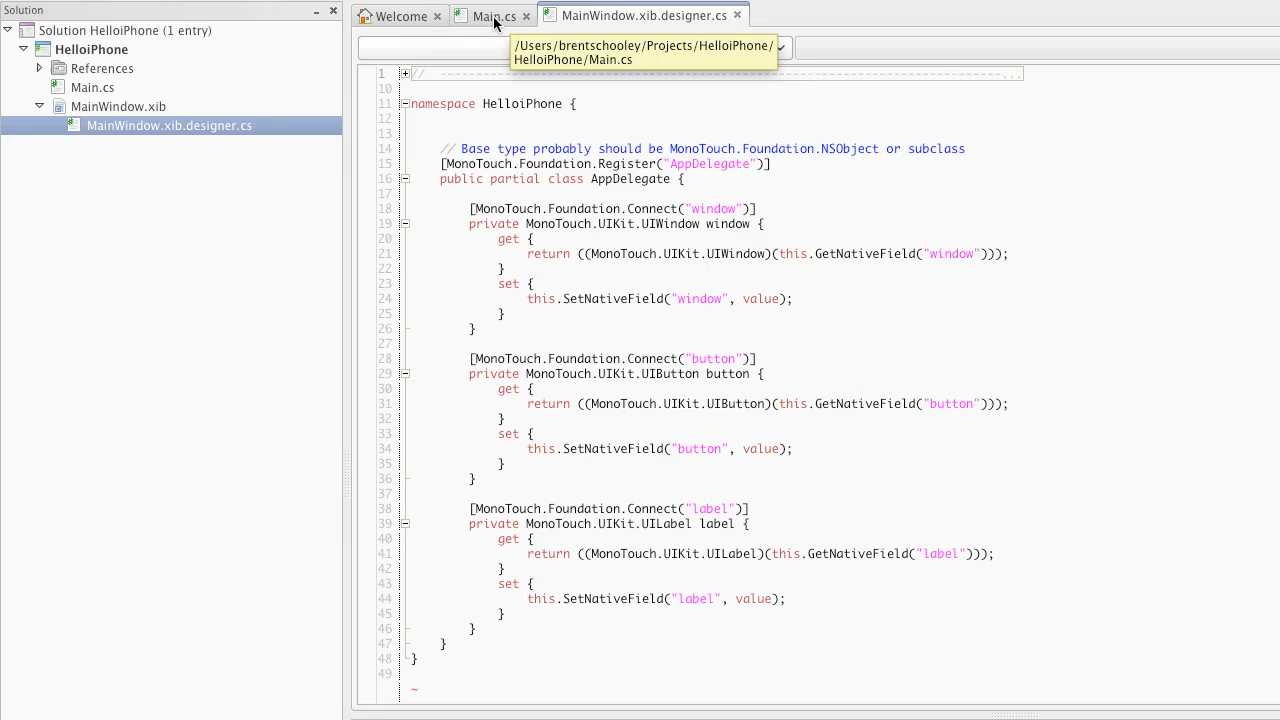 Solution
Solution HelloiPhone (1 entry)
HelloiPhone
References
Main.cs
MainWindow.xib
MainWindow.xib.designer.cs
Welcome
Main.cs
MainWindow.xib.designer.cs
/Users/brentschooley/Projects/HelloiPhone/
HelloiPhone/Main.cs
1 // ---------------------------------------------------------------------------- ...
10
11 namespace HelloiPhone {
12
13
14 // Base type probably should be MonoTouch.Foundation.NSObject or subclass
15 [MonoTouch.Foundation.Register("AppDelegate")]
16 public partial class AppDelegate {
17
18 [MonoTouch.Foundation.Connect("window")]
19 private MonoTouch.UIKit.UIWindow window {
20 get {
21 return ((MonoTouch.UIKit.UIWindow)(this.GetNativeField("window")));
22 }
23 set {
24 this.SetNativeField("window", value);
25 }
26 }
27
28 [MonoTouch.Foundation.Connect("button")]
29 private MonoTouch.UIKit.UIButton button {
30 get {
31 return ((MonoTouch.UIKit.UIButton)(this.GetNativeField("button")));
32 }
33 set {
34 this.SetNativeField("button", value);
35 }
36 }
37
38 [MonoTouch.Foundation.Connect("label")]
39 private MonoTouch.UIKit.UILabel label {
40 get {
41 return ((MonoTouch.UIKit.UILabel)(this.GetNativeField("label")));
42 }
43 set {
44 this.SetNativeField("label", value);
45 }
46 }
47 }
48 }
49
~